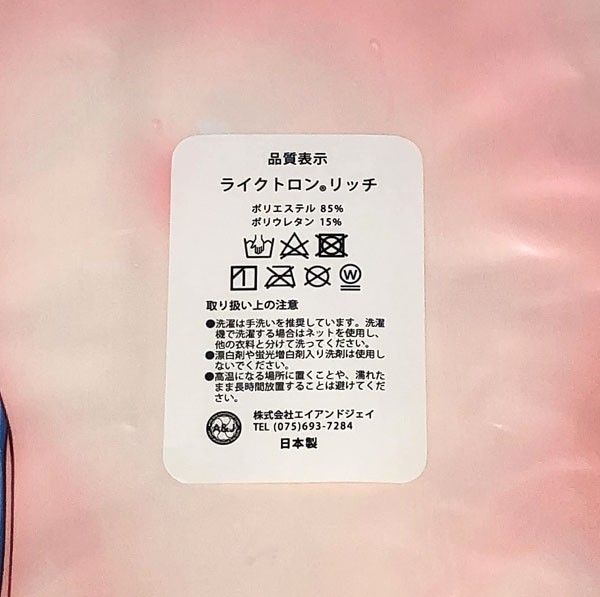 品質表示
ライクトロン®リッチ
ポリエステル 85%
ポリウレタン 15%
W
取り扱い上の注意
●洗濯は手洗いを推奨しています。洗濯
機で洗濯する場合はネットを使用し、
他の衣料と分けて洗ってください。
●漂白剤や蛍光増白剤入り洗剤は使用し
ないでください。
●高温になる場所に置くことや、濡れた
まま長時間放置することは避けてくだ
さい。
A&J
株式会社エイアンドジェイ
TEL (075)693-7284
日本製